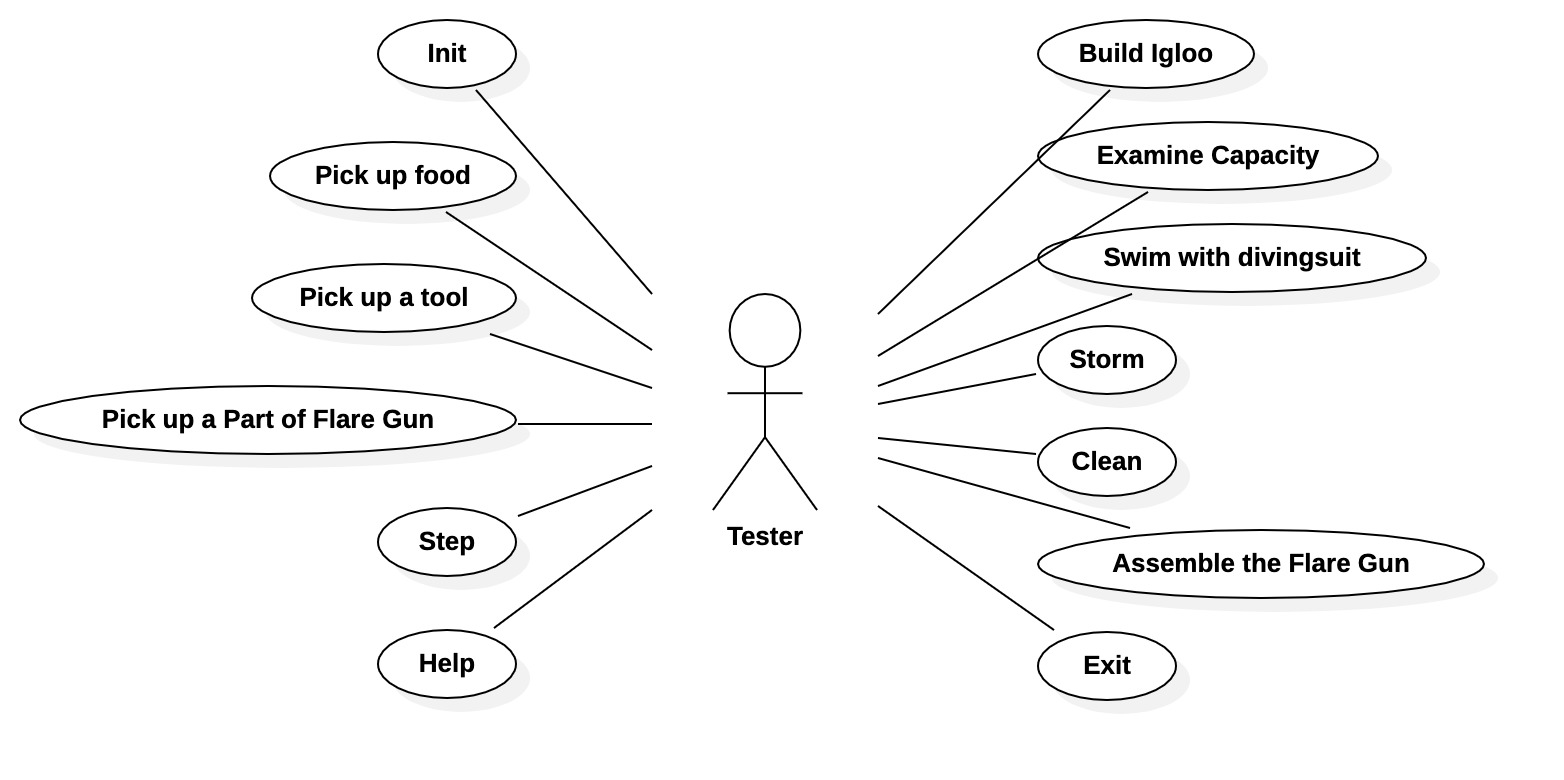 Init
Pick up food
Pick up a tool
Pick up a Part of Flare Gun
Step
Help
Tester
Build Igloo
Examine Capacity
Swim with divingsuit
Storm
Clean
Assemble the Flare Gun
Exit